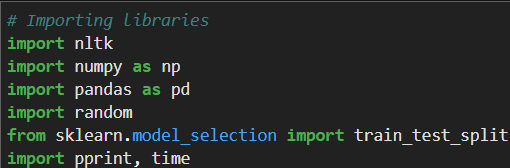 # Importing libraries
import nltk
import numpy as np
import pandas as pd
import random
from sklearn.model_selection import train_test_split
import pprint, time